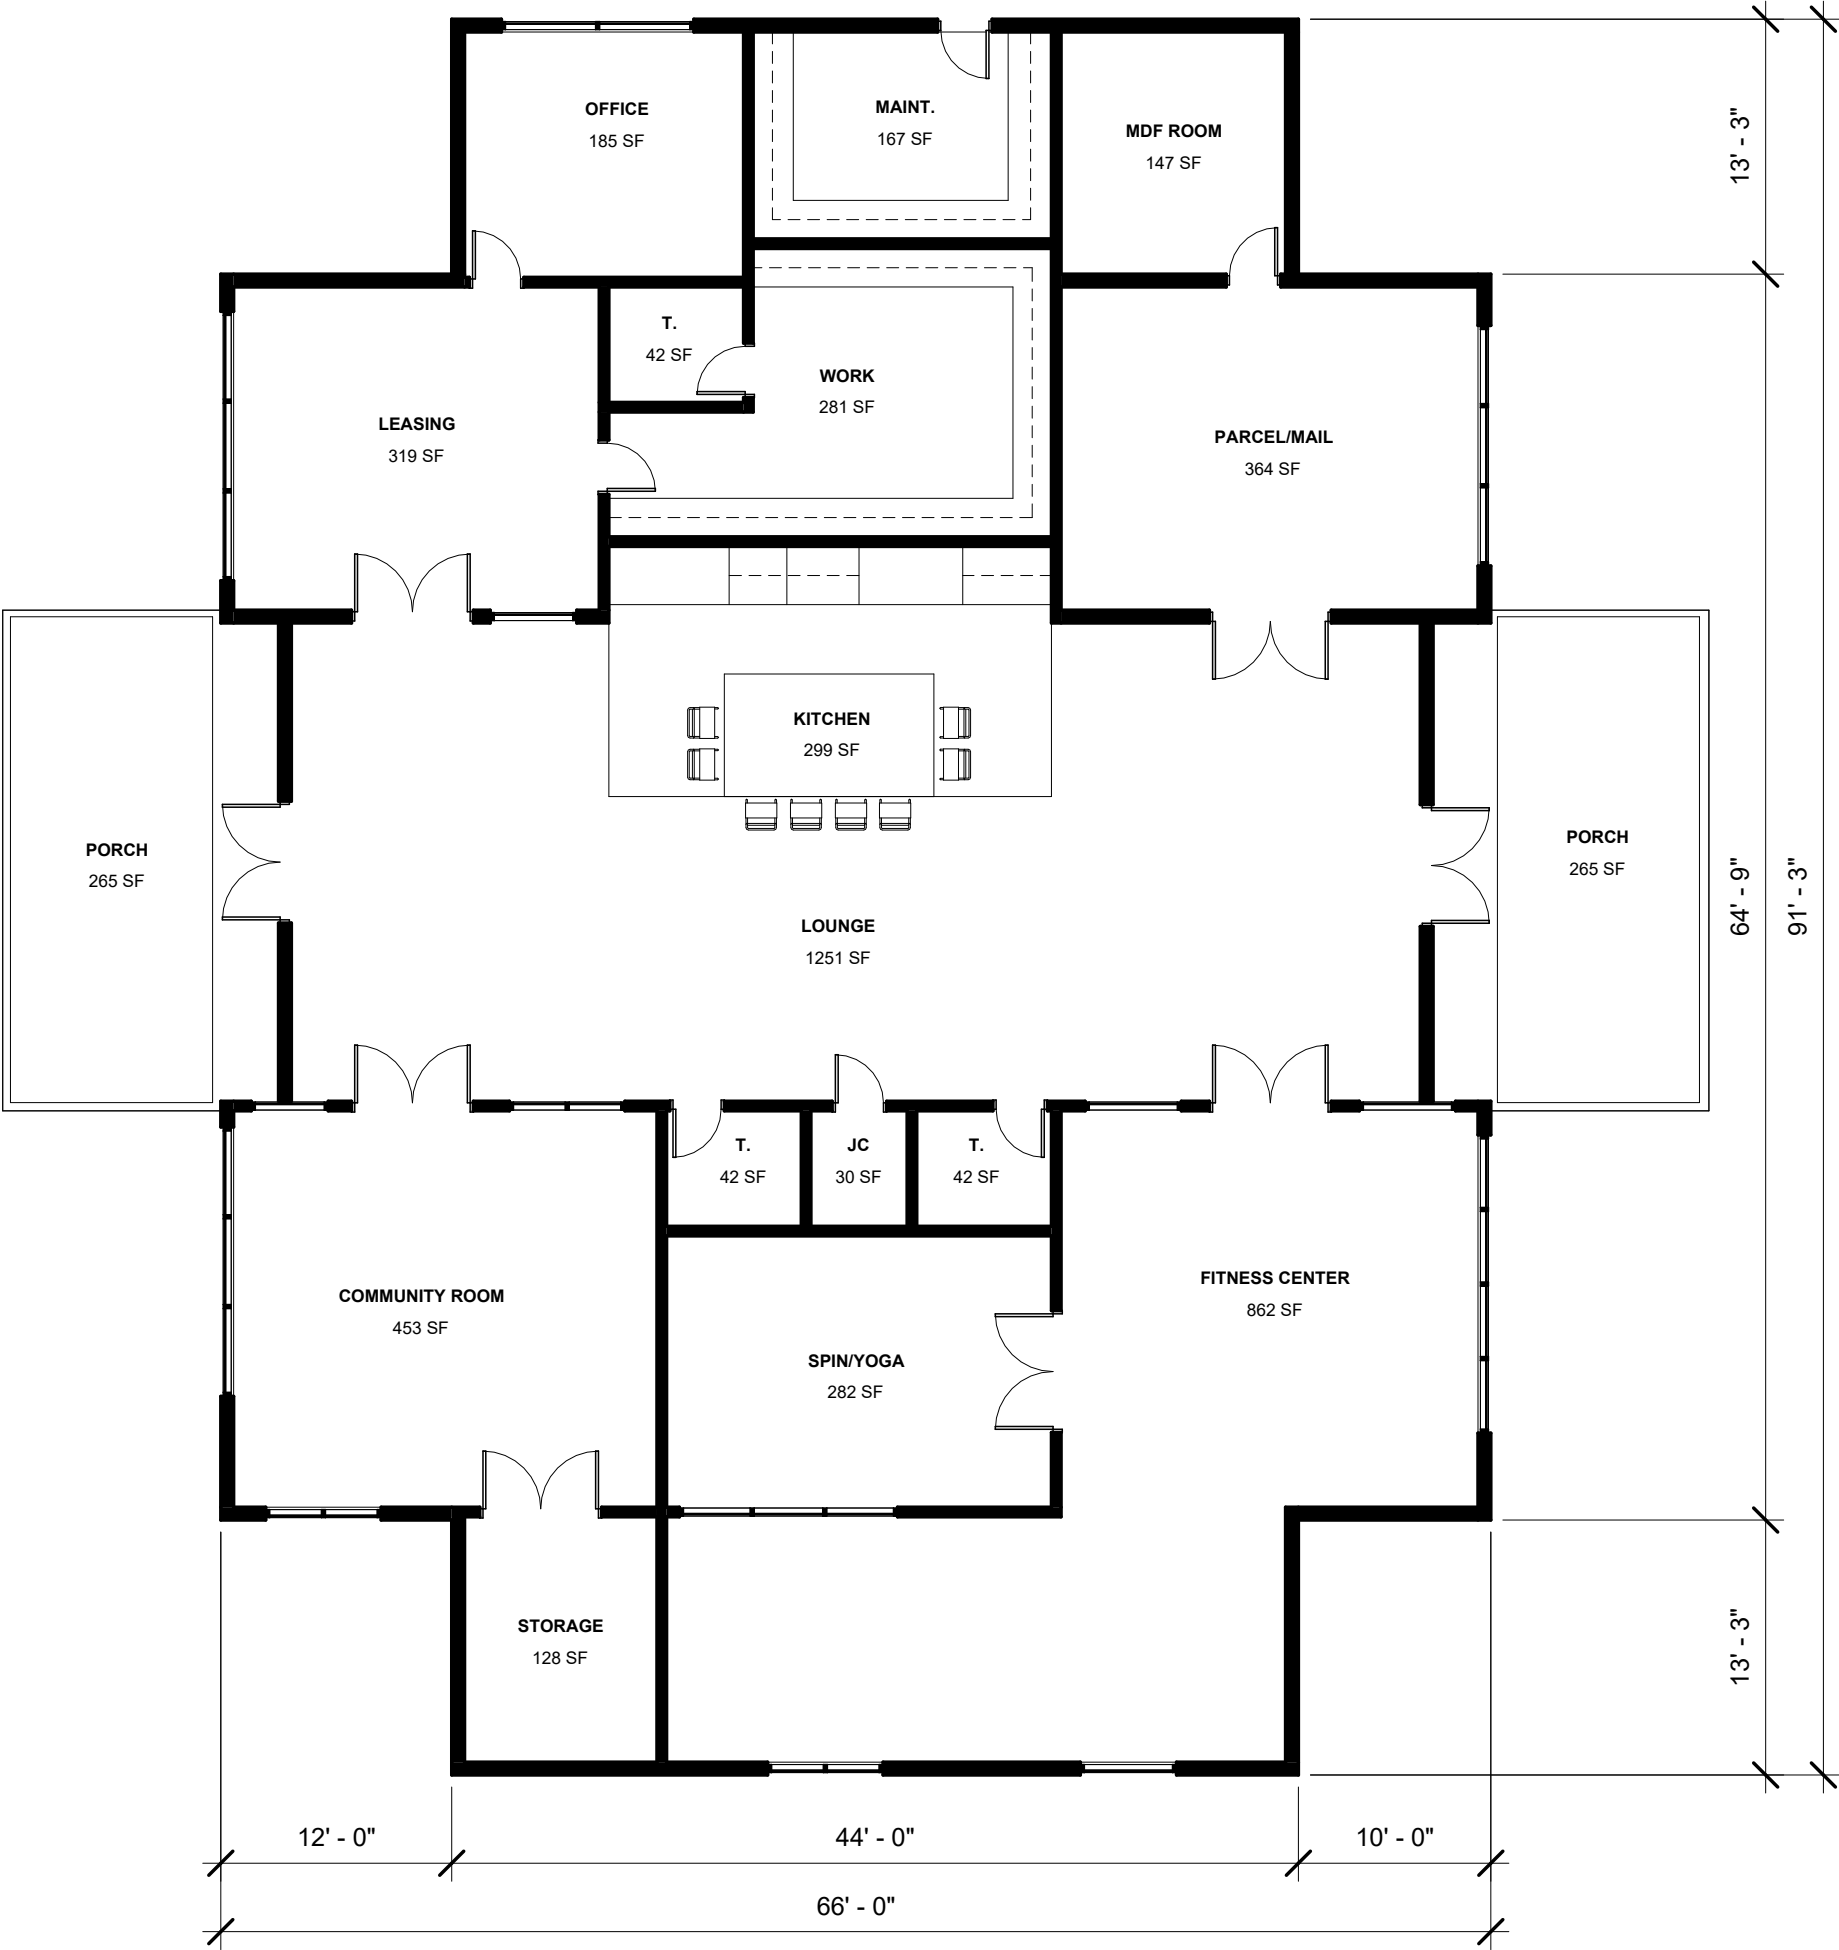 OFFICE
185 SF
MAINT.
167 SF
MDF ROOM
147 SF
13' - 3"
T.
42 SF
WORK
281 SF
LEASING
319 SF
PARCEL/MAIL
364 SF
KITCHEN
299 SF
PORCH
265 SF
PORCH
265 SF
64' - 9"
91' - 3"
LOUNGE
1251 SF
T.
42 SF
JC
30 SF
T.
42 SF
COMMUNITY ROOM
453 SF
FITNESS CENTER
862 SF
SPIN/YOGA
282 SF
STORAGE
128 SF
13' - 3"
12' - 0"
44' - 0"
10' - 0"
66' - 0"